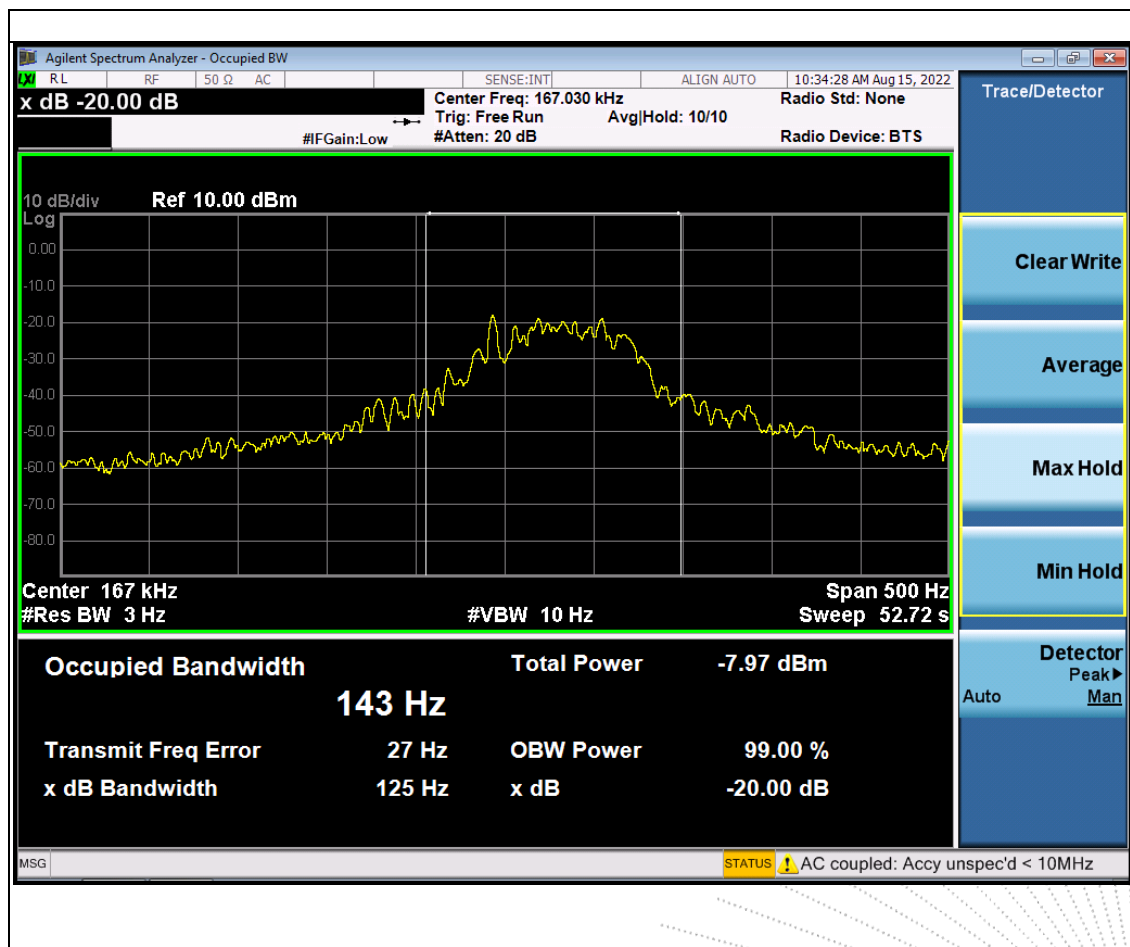 Agilent Spectrum Analyzer - Occupied BW
LXI RL RF 50 Ω AC SENSE:INT ALIGN AUTO 10:34:28 AM Aug 15, 2022
x dB -20.00 dB Center Freq: 167.030 kHz Radio Std: None
Trig: Free Run Avg|Hold: 10/10
#IFGain:Low #Atten: 20 dB Radio Device: BTS
Trace/Detector
10 dB/div Ref 10.00 dBm
Log
0.00
-10.0
-20.0
-30.0
-40.0
-50.0
-60.0
-70.0
-80.0
Center 167 kHz Span 500 Hz
#Res BW 3 Hz #VBW 10 Hz Sweep 52.72 s
Clear Write
Average
Max Hold
Min Hold
Detector
Peak▶
Auto Man
Occupied Bandwidth Total Power -7.97 dBm
143 Hz
Transmit Freq Error 27 Hz OBW Power 99.00 %
x dB Bandwidth 125 Hz x dB -20.00 dB
MSG STATUS AC coupled: Accy unspec'd < 10MHz